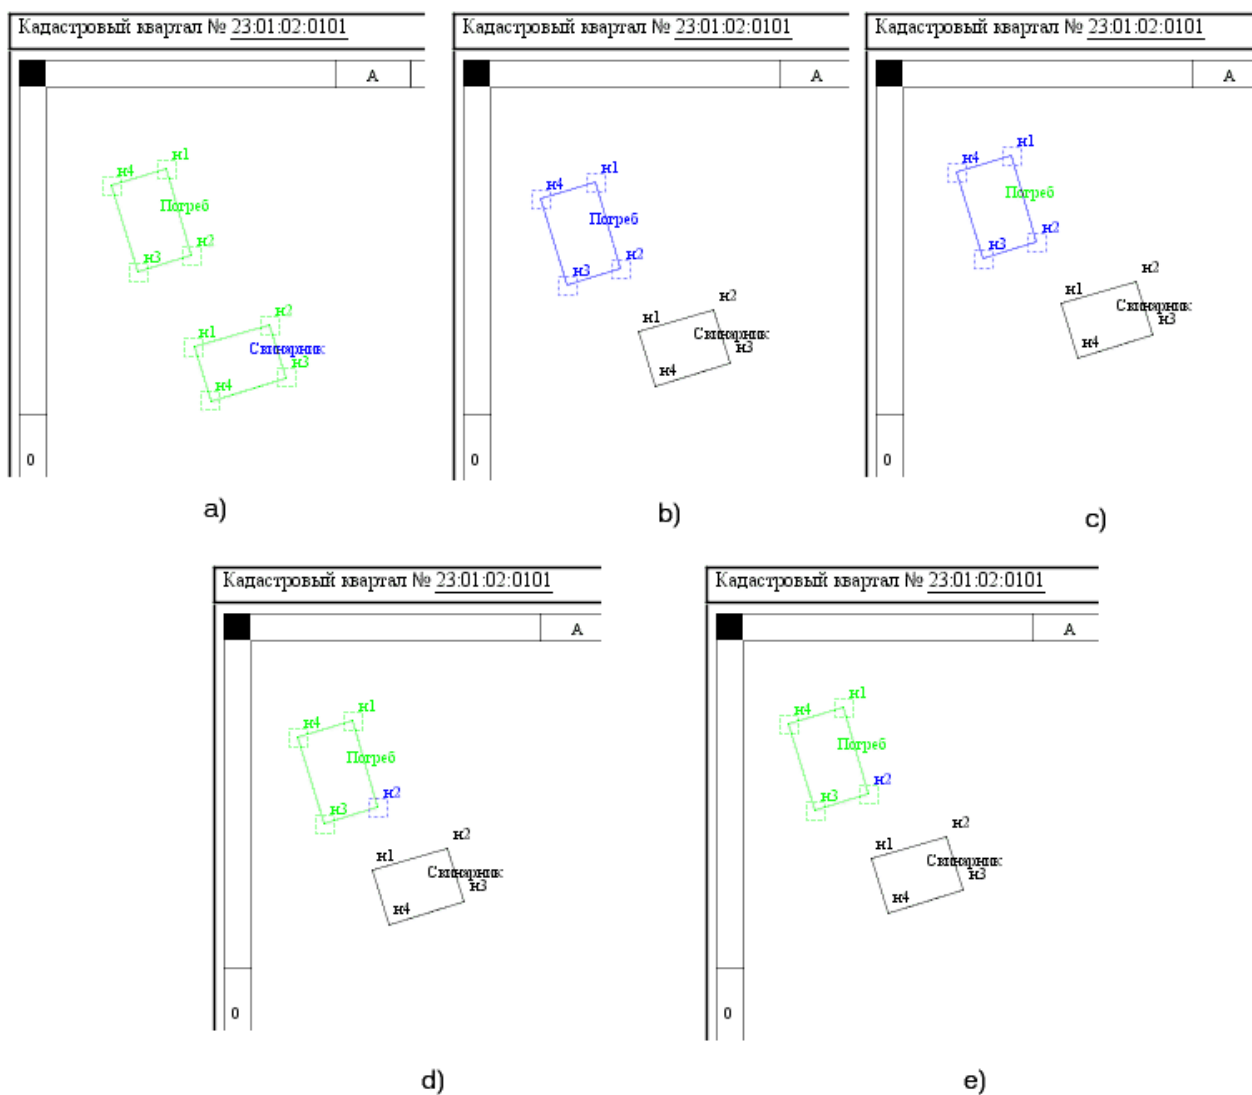 Кадастровый квартал № 23:01:02:0101
А
н4
н1
Погреб
н3
н2
н2
н1
Свинарник
н3
н4
0
a)
Кадастровый квартал № 23:01:02:0101
А
н4
н1
Погреб
н2
н3
н2
н1
Свинарник
н3
н4
0
b)
Кадастровый квартал № 23:01:02:0101
А
н4
н1
Погреб
н2
н3
н2
н1
Свинарник
н3
н4
0
c)
Кадастровый квартал № 23:01:02:0101
А
н4
н1
Погреб
н2
н3
н2
н1
Свинарник
н3
н4
0
d)
Кадастровый квартал № 23:01:02:0101
А
н4
н1
Погреб
н2
н3
н2
н1
Свинарник
н3
н4
0
e)